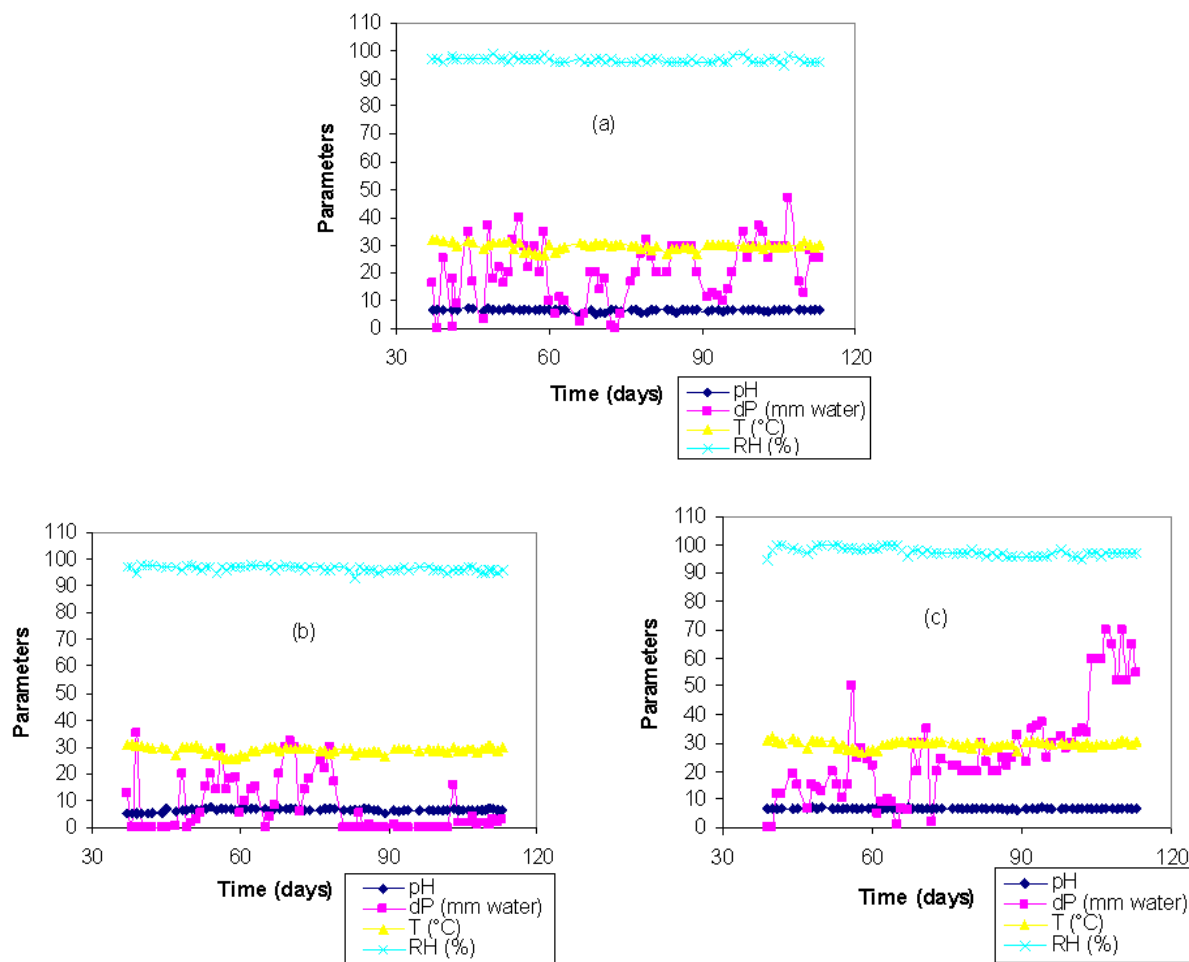 110
100
90
80
70
60
50
40
30
20
10
0
Parameters
(a)
30 60 90 120
Time (days)
pH
dP (mm water)
T (°C)
RH (%)
110
100
90
80
70
60
50
40
30
20
10
0
Parameters
(b)
30 60 90 120
Time (days)
pH
dP (mm water)
T (°C)
RH (%)
110
100
90
80
70
60
50
40
30
20
10
0
Parameters
(c)
30 60 90 120
Time (days)
pH
dP (mm water)
T (°C)
RH (%)